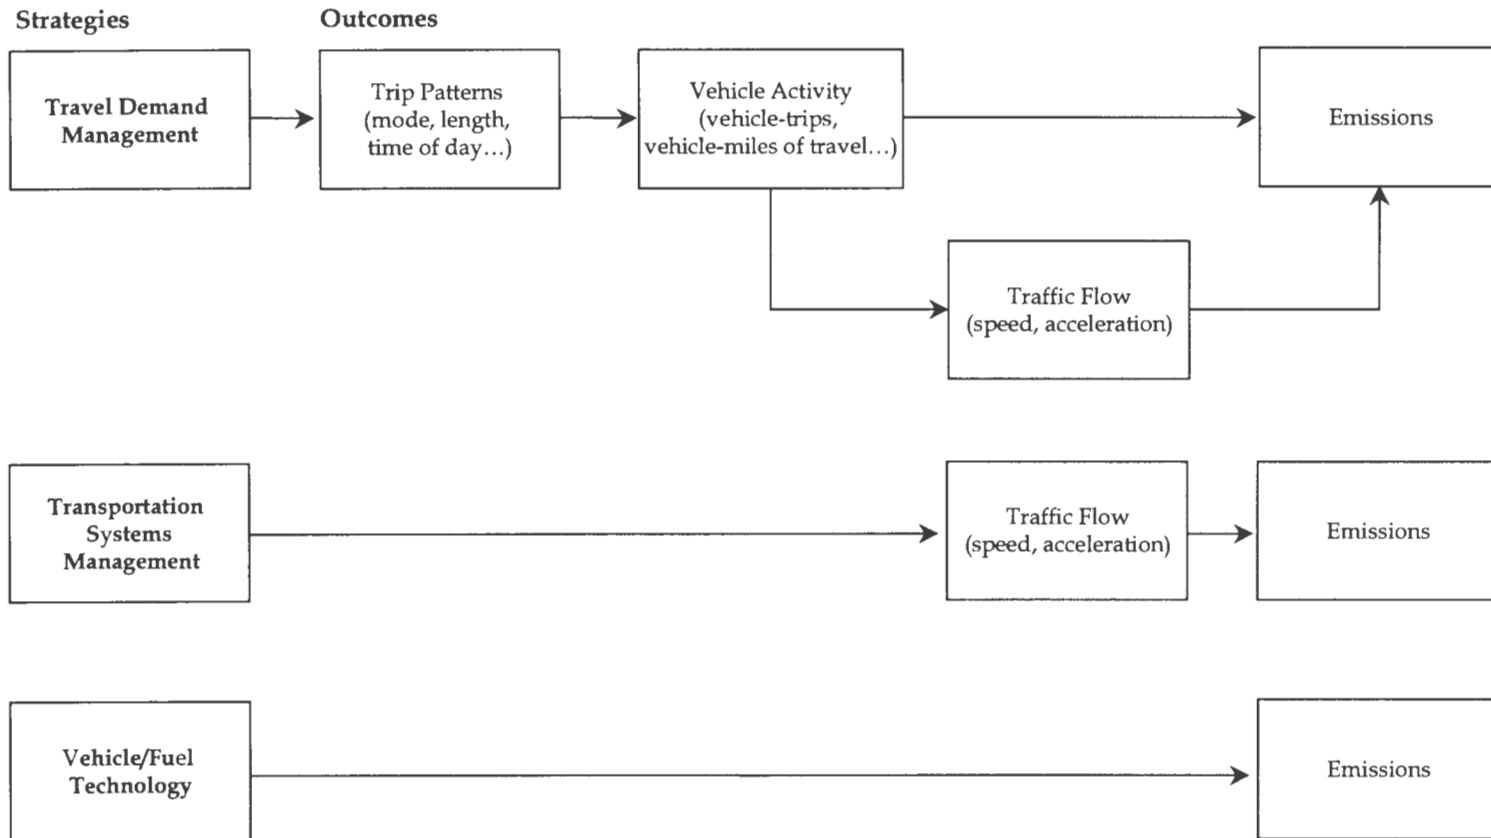 Strategies
Outcomes
Travel Demand
Management
Trip Patterns
(mode, length,
time of day...)
Vehicle Activity
(vehicle-trips,
vehicle-miles of travel...)
Emissions
Traffic Flow
(speed, acceleration)
Transportation
Systems
Management
Traffic Flow
(speed, acceleration)
Emissions
Vehicle/Fuel
Technology
Emissions